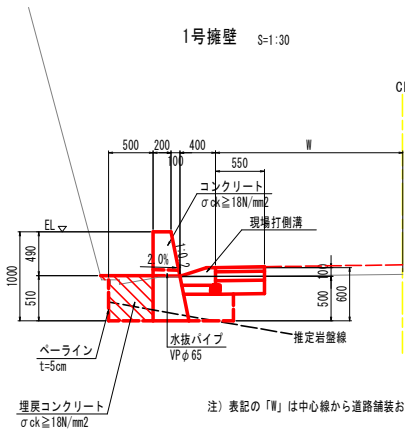 1号擁壁 S=1:30
500
200
400
W
100
550
コンクリート
σck≧18N/mm2
現場打側溝
EL
1:0.2
2.0%
490
1000
510
100
500
600
推定岩盤線
水抜パイプ
VPφ65
ペーライン
t=5cm
埋戻コンクリート
σck≧18N/mm2
注) 表記の「W」は中心線から道路舗装お